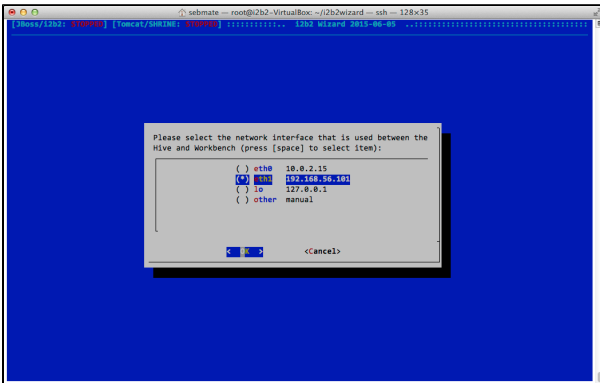 sebmate — root@i2b2-VirtualBox: ~/i2b2wizard — ssh — 128×35
[JBoss/i2b2: STOPPED] [Tomcat/SHRINE: STOPPED] ::::::::::::.. i2b2 Wizard 2015-06-05 ..::::::::::::::::::::::::::::::::::::::
Please select the network interface that is used between the
Hive and Workbench (press [space] to select item):
( ) eth0 10.0.2.15
(*) eth1 192.168.56.101
( ) lo 127.0.0.1
( ) other manual
< OK > <Cancel>